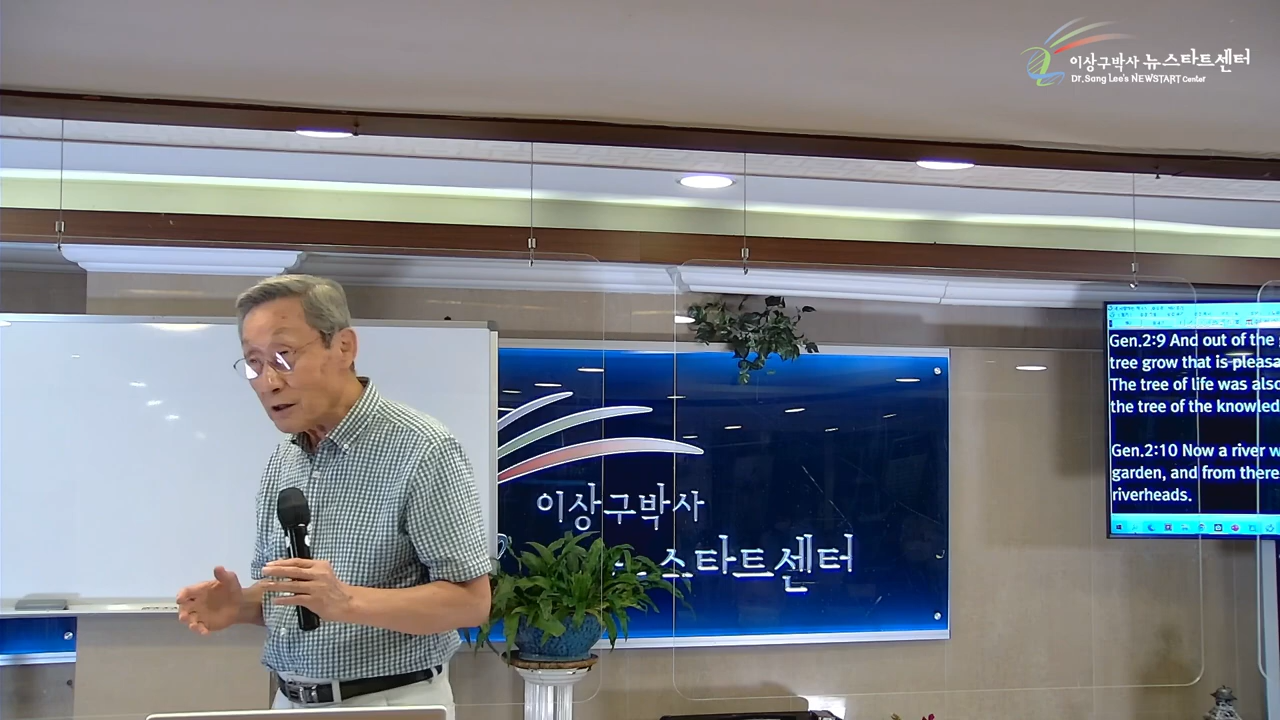 이상구박사 뉴스타트센터
Dr. Sang Lee's NEWSTART Center
이상구박사
스타트센터
Gen.2:9 And out of the
tree grow that is pleasa
The tree of life was also
the tree of the knowled
Gen.2:10 Now a river w
garden, and from there
riverheads.